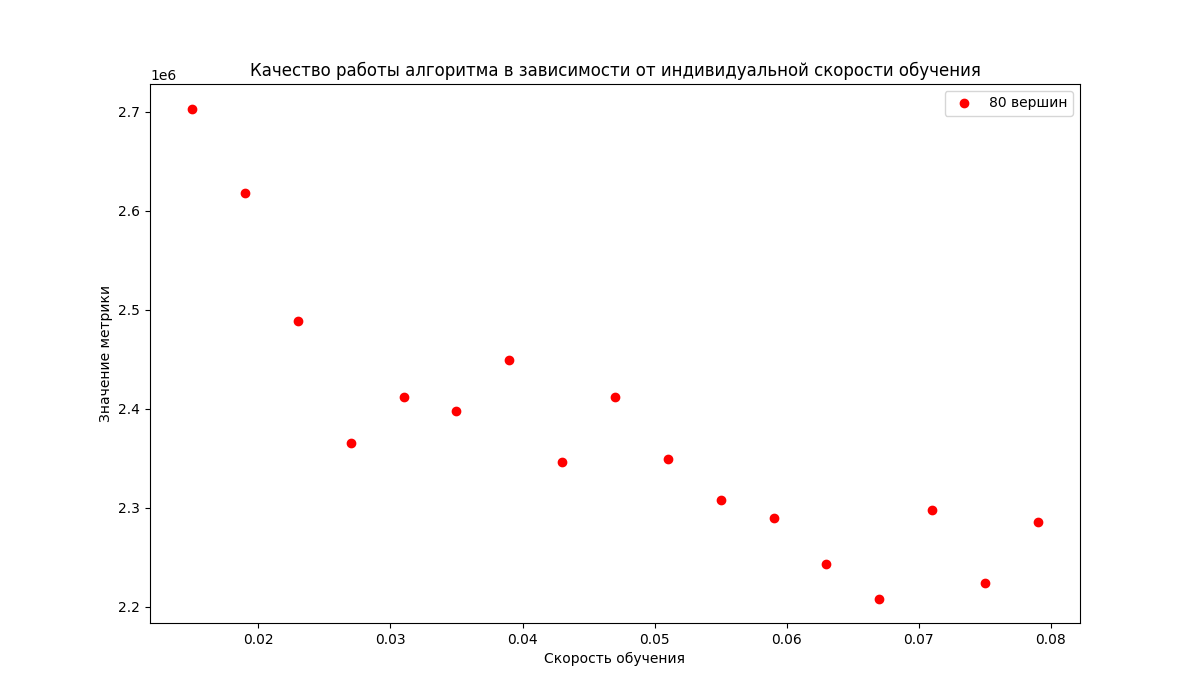 Качество работы алгоритма в зависимости от индивидуальной скорости обучения
1e6
80 вершин
2.7
2.6
2.5
2.4
2.3
2.2
Значение метрики
0.02 0.03 0.04 0.05 0.06 0.07 0.08
Скорость обучения